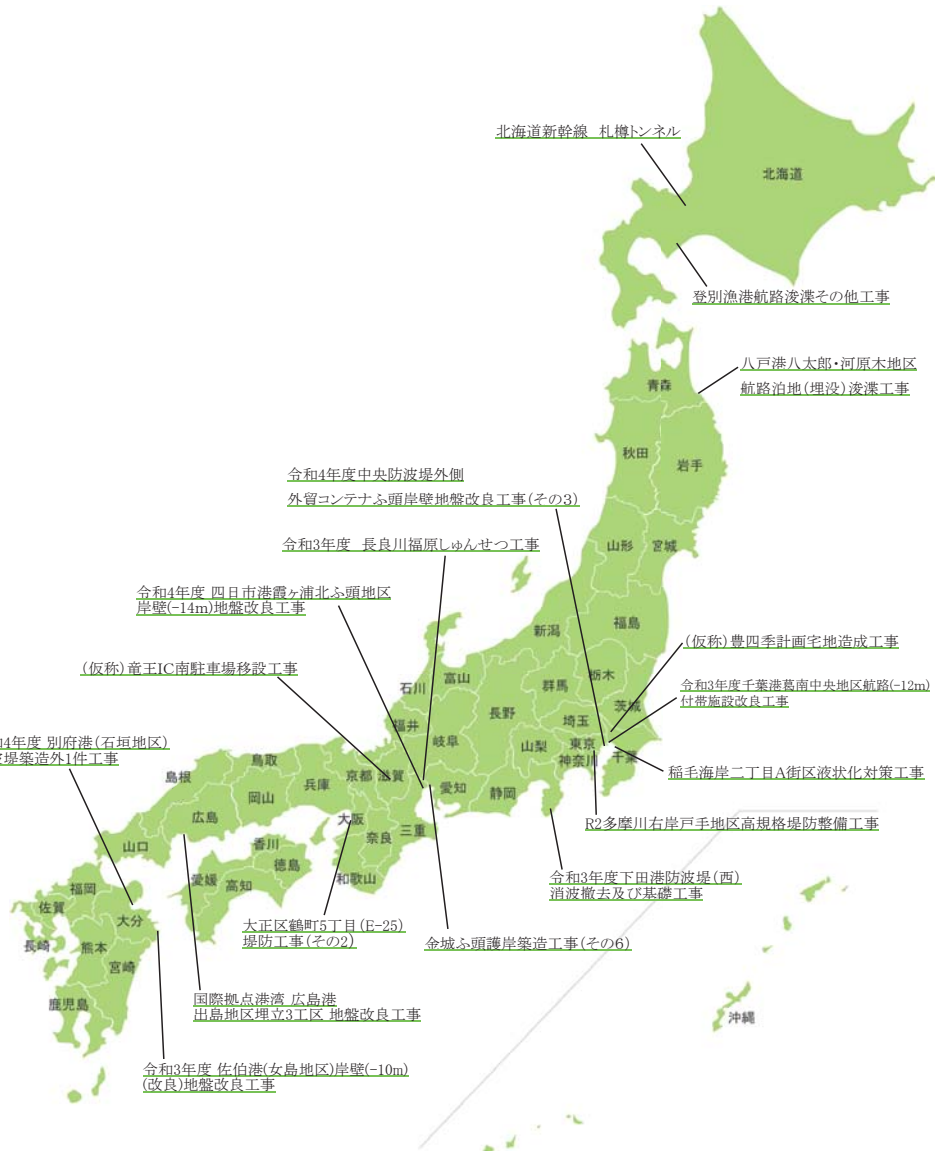 北海道新幹線 札樽トンネル
北海道
登別漁港航路浚渫その他工事
八戸港八太郎・河原木地区
航路泊地(埋没)浚渫工事
青森
秋田
岩手
令和4年度中央防波堤外側
外貿コンテナふ頭岸壁地盤改良工事(その3)
令和3年度 長良川福原しゅんせつ工事
山形
宮城
令和4年度 四日市港霞ヶ浦北ふ頭地区
岸壁(-14m)地盤改良工事
新潟
福島
(仮称)豊四季計画宅地造成工事
(仮称)竜王IC南駐車場移設工事
石川
富山
群馬
栃木
令和3年度千葉港葛南中央地区航路(-12m)
付帯施設改良工事
茨城
長野
埼玉
福井
岐阜
山梨
東京
神奈川
千葉
4年度 別府港(石垣地区)
堤築造外1件工事
稲毛海岸二丁目A街区液状化対策工事
島根
鳥取
兵庫
京都
滋賀
愛知
静岡
岡山
広島
R2多摩川右岸戸手地区高規格堤防整備工事
山口
香川
大阪
奈良
三重
徳島
愛媛
高知
和歌山
令和3年度下田港防波堤(西)
消波撤去及び基礎工事
福岡
佐賀
大分
長崎
熊本
宮崎
鹿児島
大正区鶴町5丁目(E-25)
堤防工事(その2)
金城ふ頭護岸築造工事(その6)
国際拠点港湾 広島港
出島地区埋立3工区 地盤改良工事
沖縄
令和3年度 佐伯港(女島地区)岸壁(-10m)
(改良)地盤改良工事